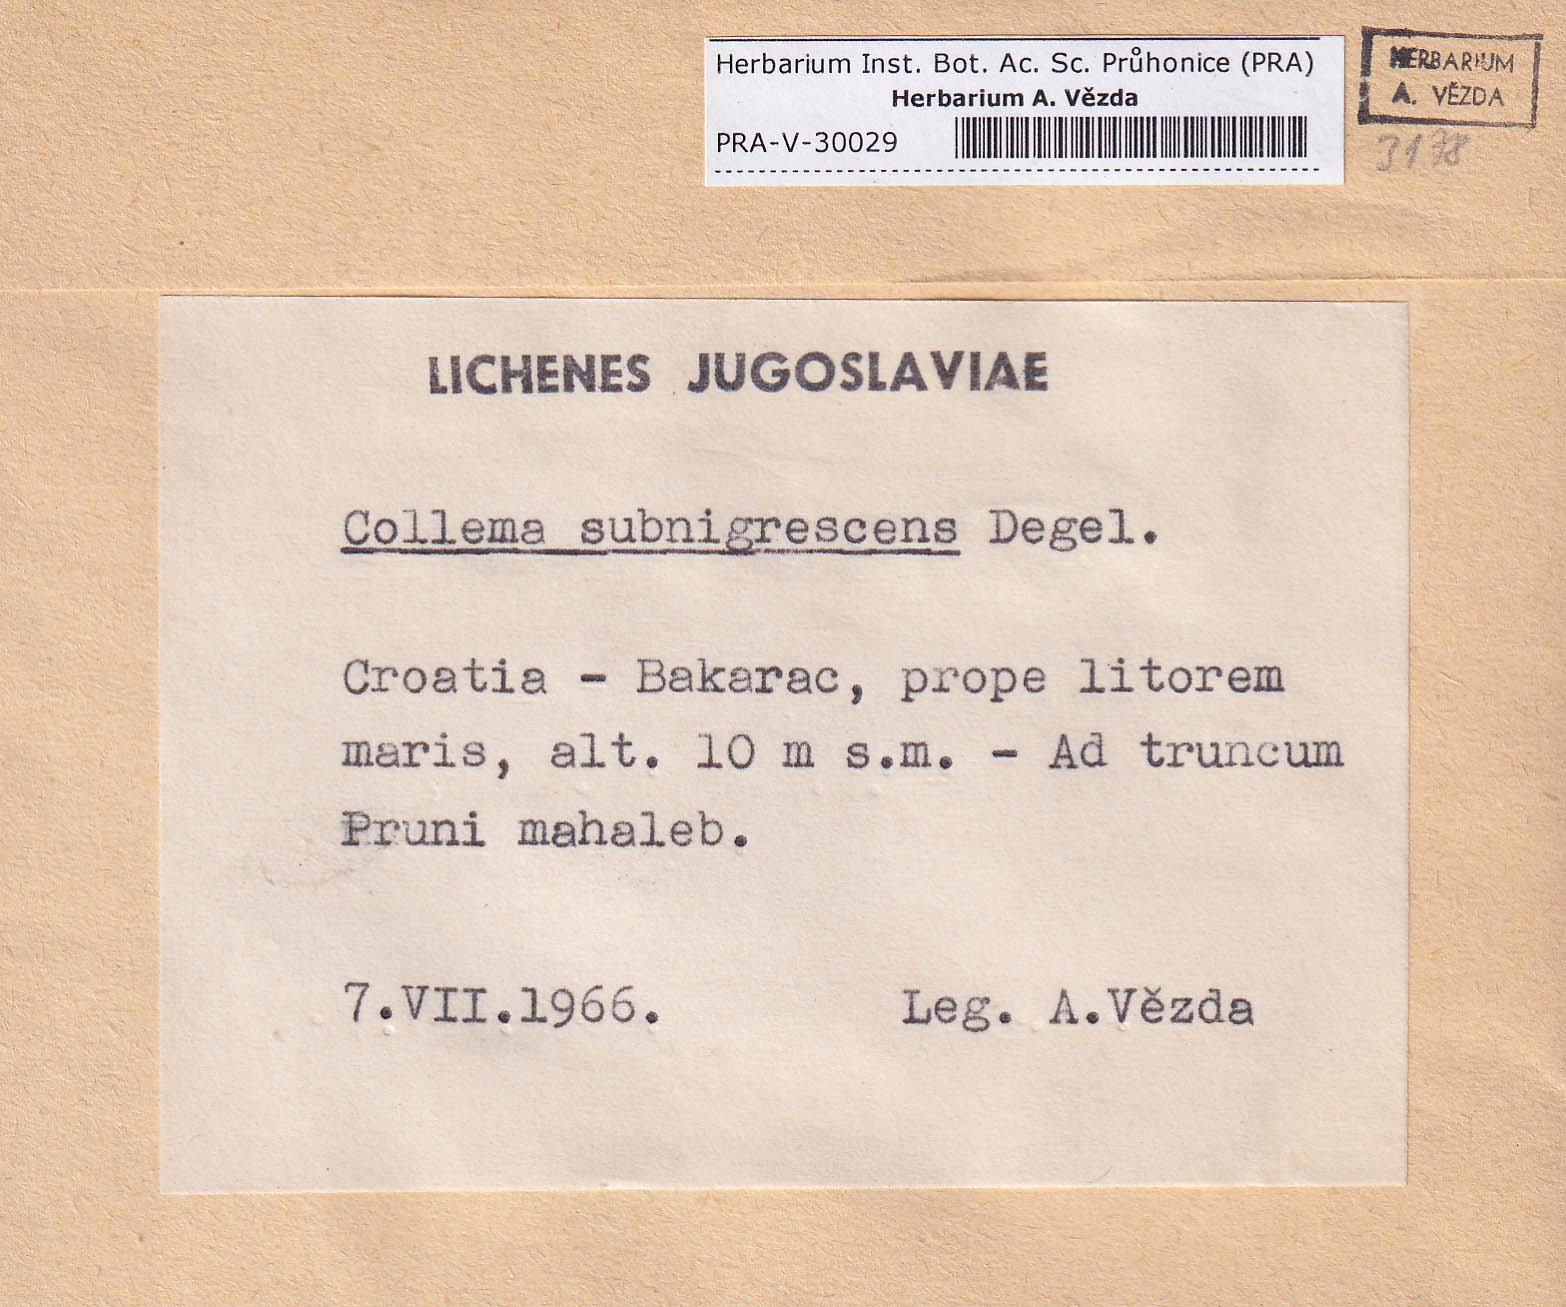 Herbarium Inst. Bot. Ac. Sc. Průhonice (PRA)
Herbarium A. Vězda
PRA-V-30029
HERBARIUM
A. VĚZDA
3178
LICHENES JUGOSLAVIAE
Collema subnigrescens Degel.
Croatia - Bakarac, prope litorem
maris, alt. 10 m s.m. - Ad truncum
Pruni mahaleb.
7.VII.1966. Leg. A.Vězda